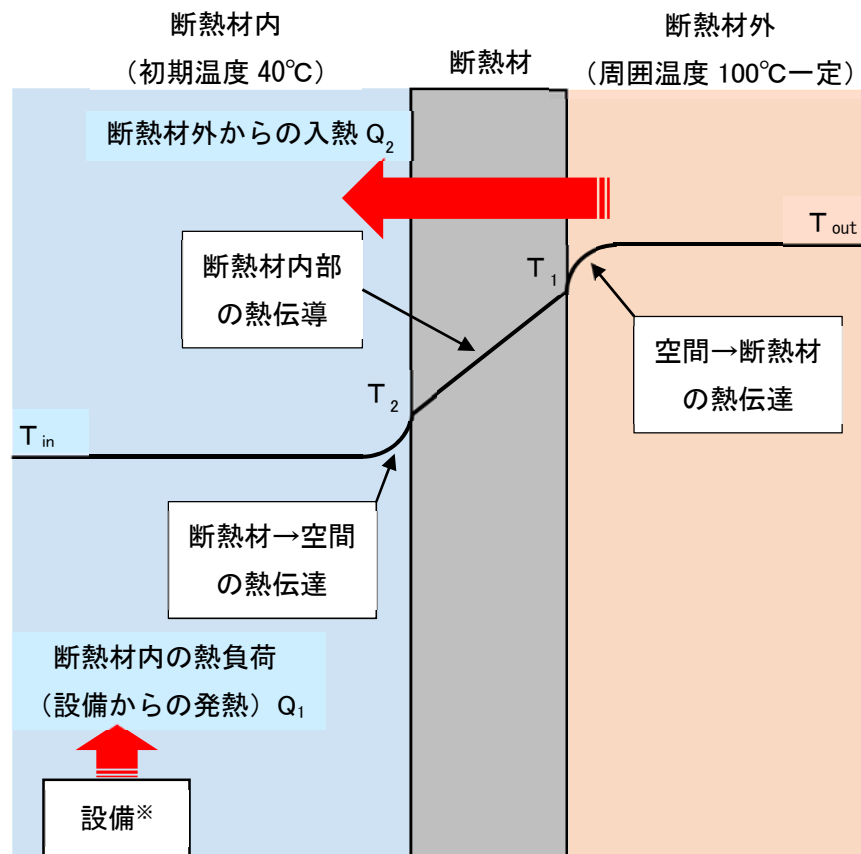 断熱材内
（初期温度 40℃）
断熱材
断熱材外
（周囲温度 100℃一定）
断熱材外からの入熱 Q₂
T out
断熱材内部
の熱伝導
T ₁
空間→断熱材
の熱伝達
T ₂
T in
断熱材→空間
の熱伝達
断熱材内の熱負荷
（設備からの発熱）Q₁
設備※